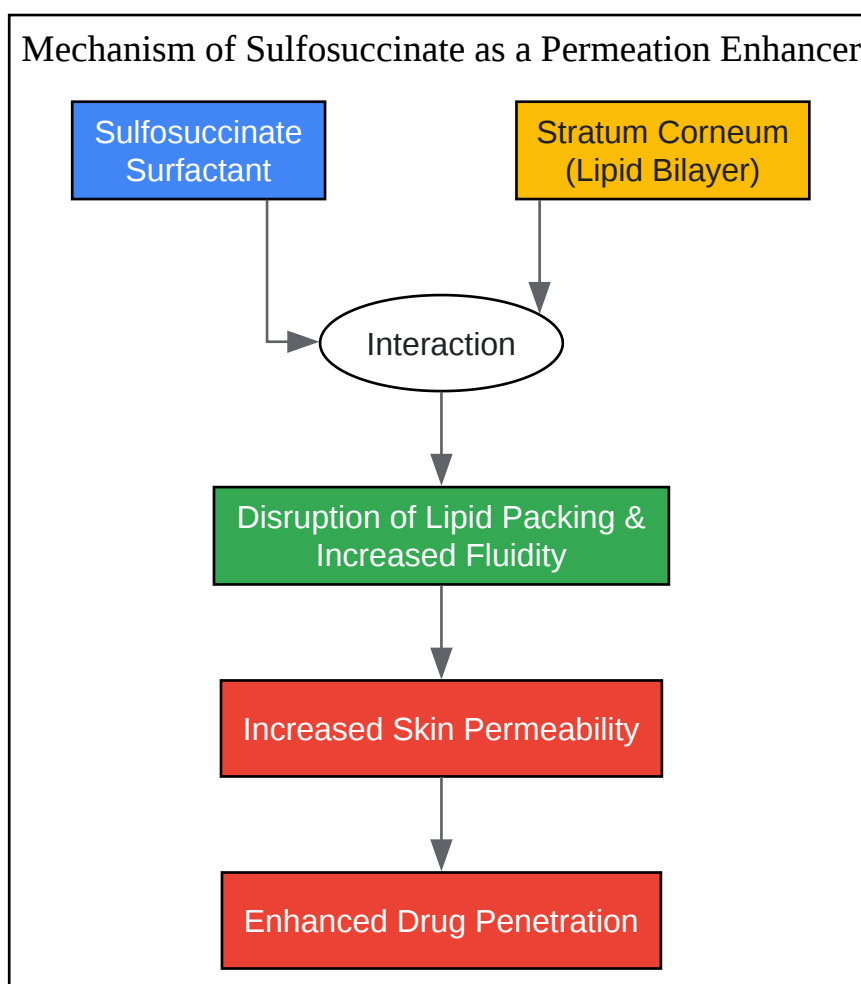 Mechanism of Sulfosuccinate as a Permeation Enhancer
Sulfosuccinate
Surfactant
Stratum Corneum
(Lipid Bilayer)
Interaction
Disruption of Lipid Packing &
Increased Fluidity
Increased Skin Permeability
Enhanced Drug Penetration